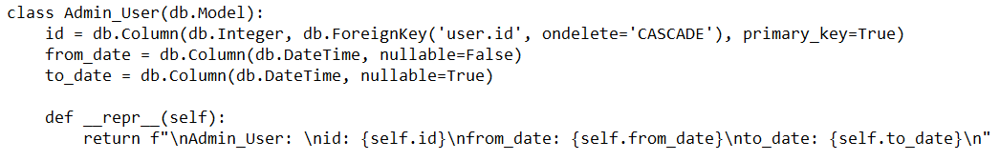 class Admin_User(db.Model):
    id = db.Column(db.Integer, db.ForeignKey('user.id', ondelete='CASCADE'), primary_key=True)
    from_date = db.Column(db.DateTime, nullable=False)
    to_date = db.Column(db.DateTime, nullable=True)
    def __repr__(self):
        return f"\nAdmin_User: \nid: {self.id}\nfrom_date: {self.from_date}\nto_date: {self.to_date}\n"